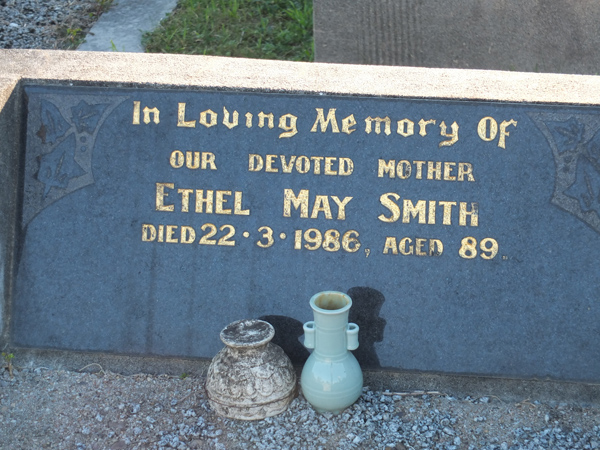 In Loving Memory Of
OUR DEVOTED MOTHER
ETHEL MAY SMITH
DIED 22·3·1986, AGED 89.